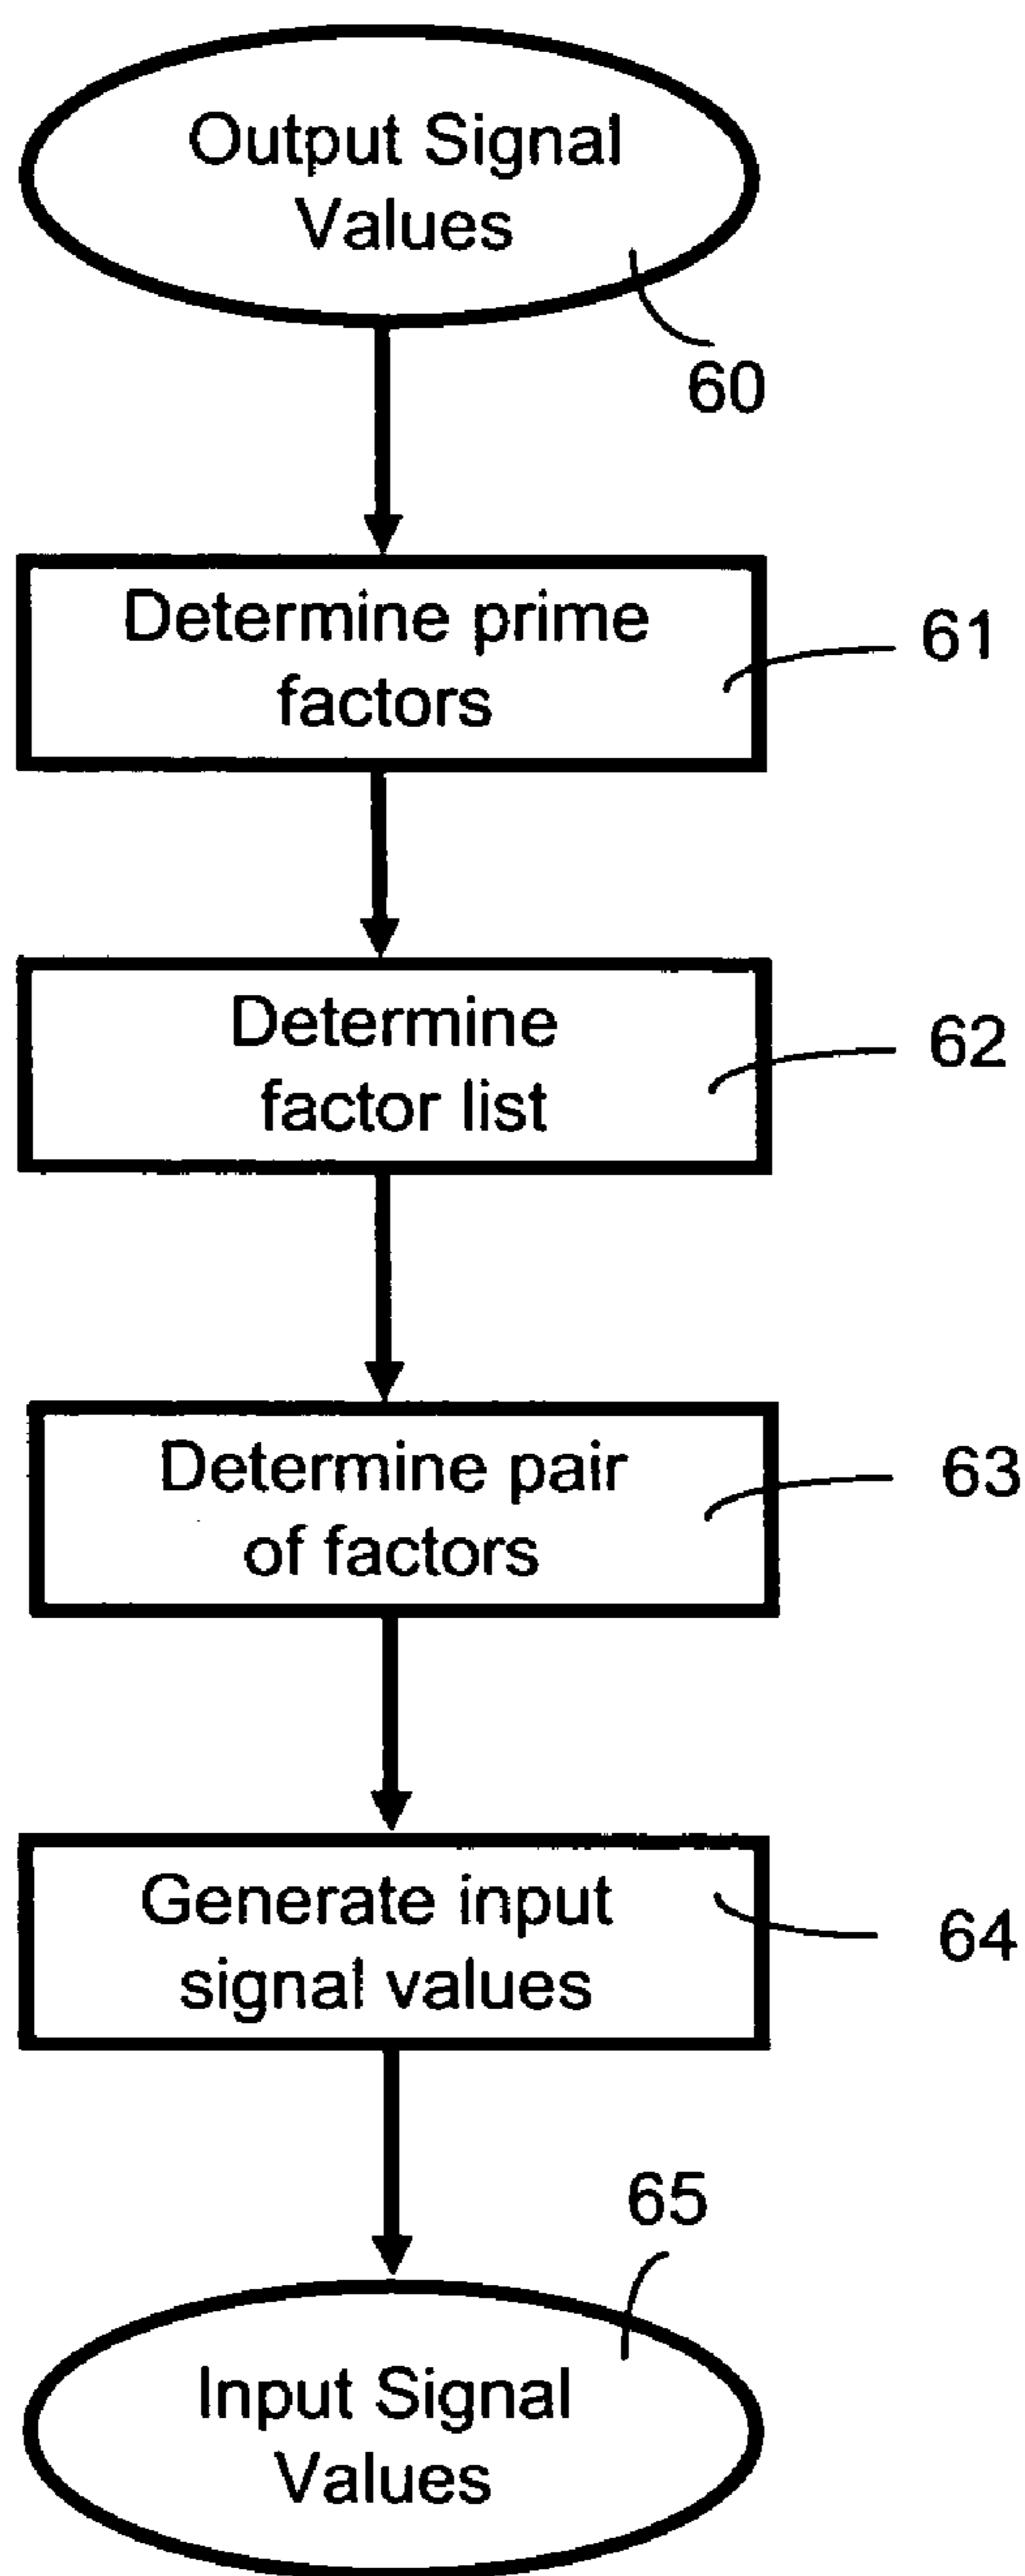 Output Signal
Values
60
Determine prime
factors
61
Determine
factor list
62
Determine pair
of factors
63
Generate input
signal values
64
65
Input Signal
Values